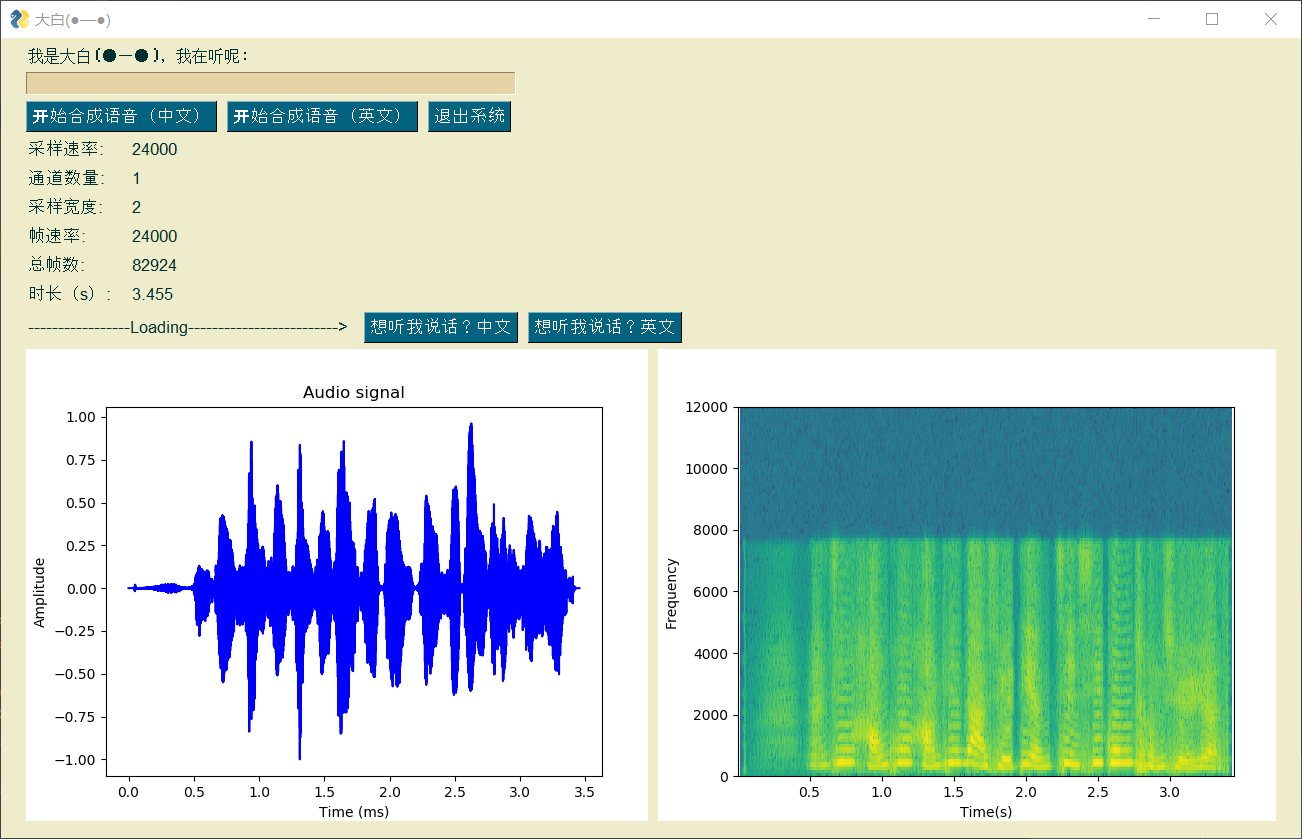 大白(●—●)
我是大白(●—●)，我在听呢：
开始合成语音（中文） 开始合成语音（英文） 退出系统
采样速率: 24000
通道数量: 1
采样宽度: 2
帧速率: 24000
总帧数: 82924
时长（s）: 3.455
-----------------Loading-------------------------> 想听我说话？中文 想听我说话？英文
Audio signal
Amplitude
1.00
0.75
0.50
0.25
0.00
−0.25
−0.50
−0.75
−1.00
0.0 0.5 1.0 1.5 2.0 2.5 3.0 3.5
Time (ms)
Frequency
12000
10000
8000
6000
4000
2000
0
0.5 1.0 1.5 2.0 2.5 3.0
Time(s)